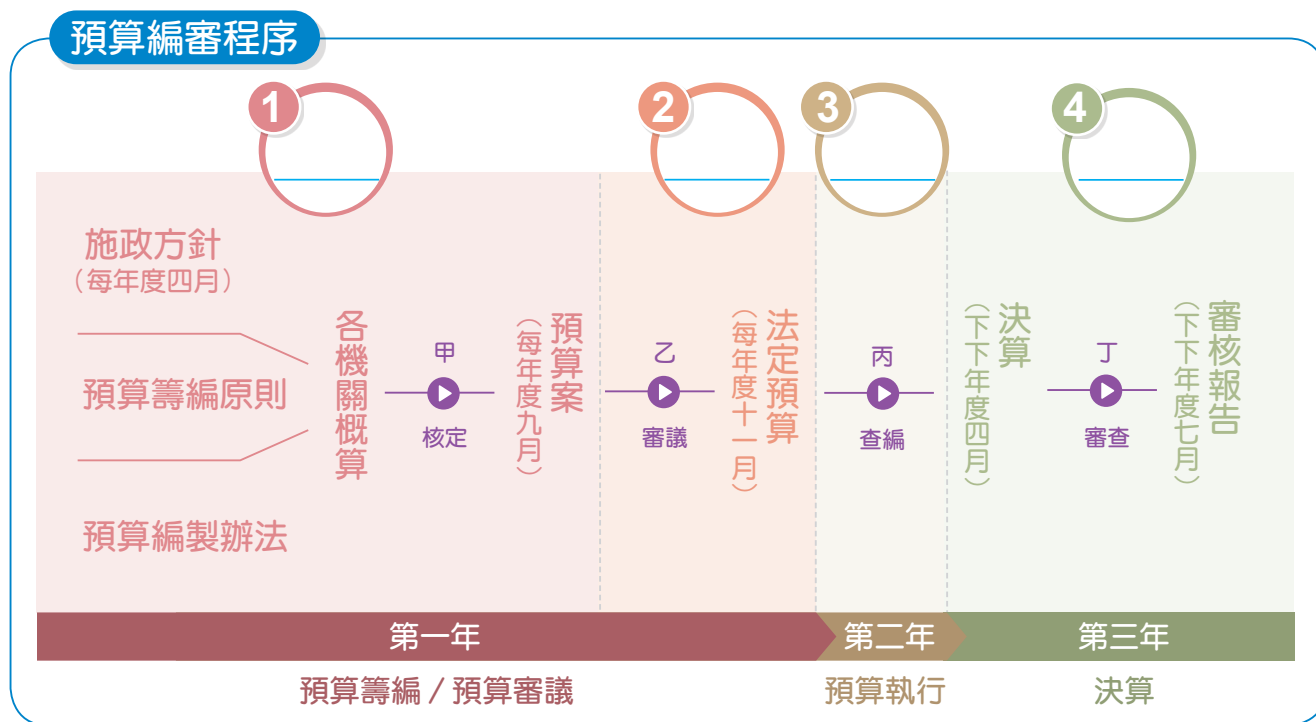 預算編審程序
1
2
3
4
施政方針
（每年度四月）
預算籌編原則
預算編製辦法
各機關概算
甲
核定
預算案
（每年度九月）
乙
審議
法定預算
（每年度十一月）
丙
查編
決算
（下下年度四月）
丁
審查
審核報告
（下下年度七月）
第一年
第二年
第三年
預算籌編 / 預算審議
預算執行
決算